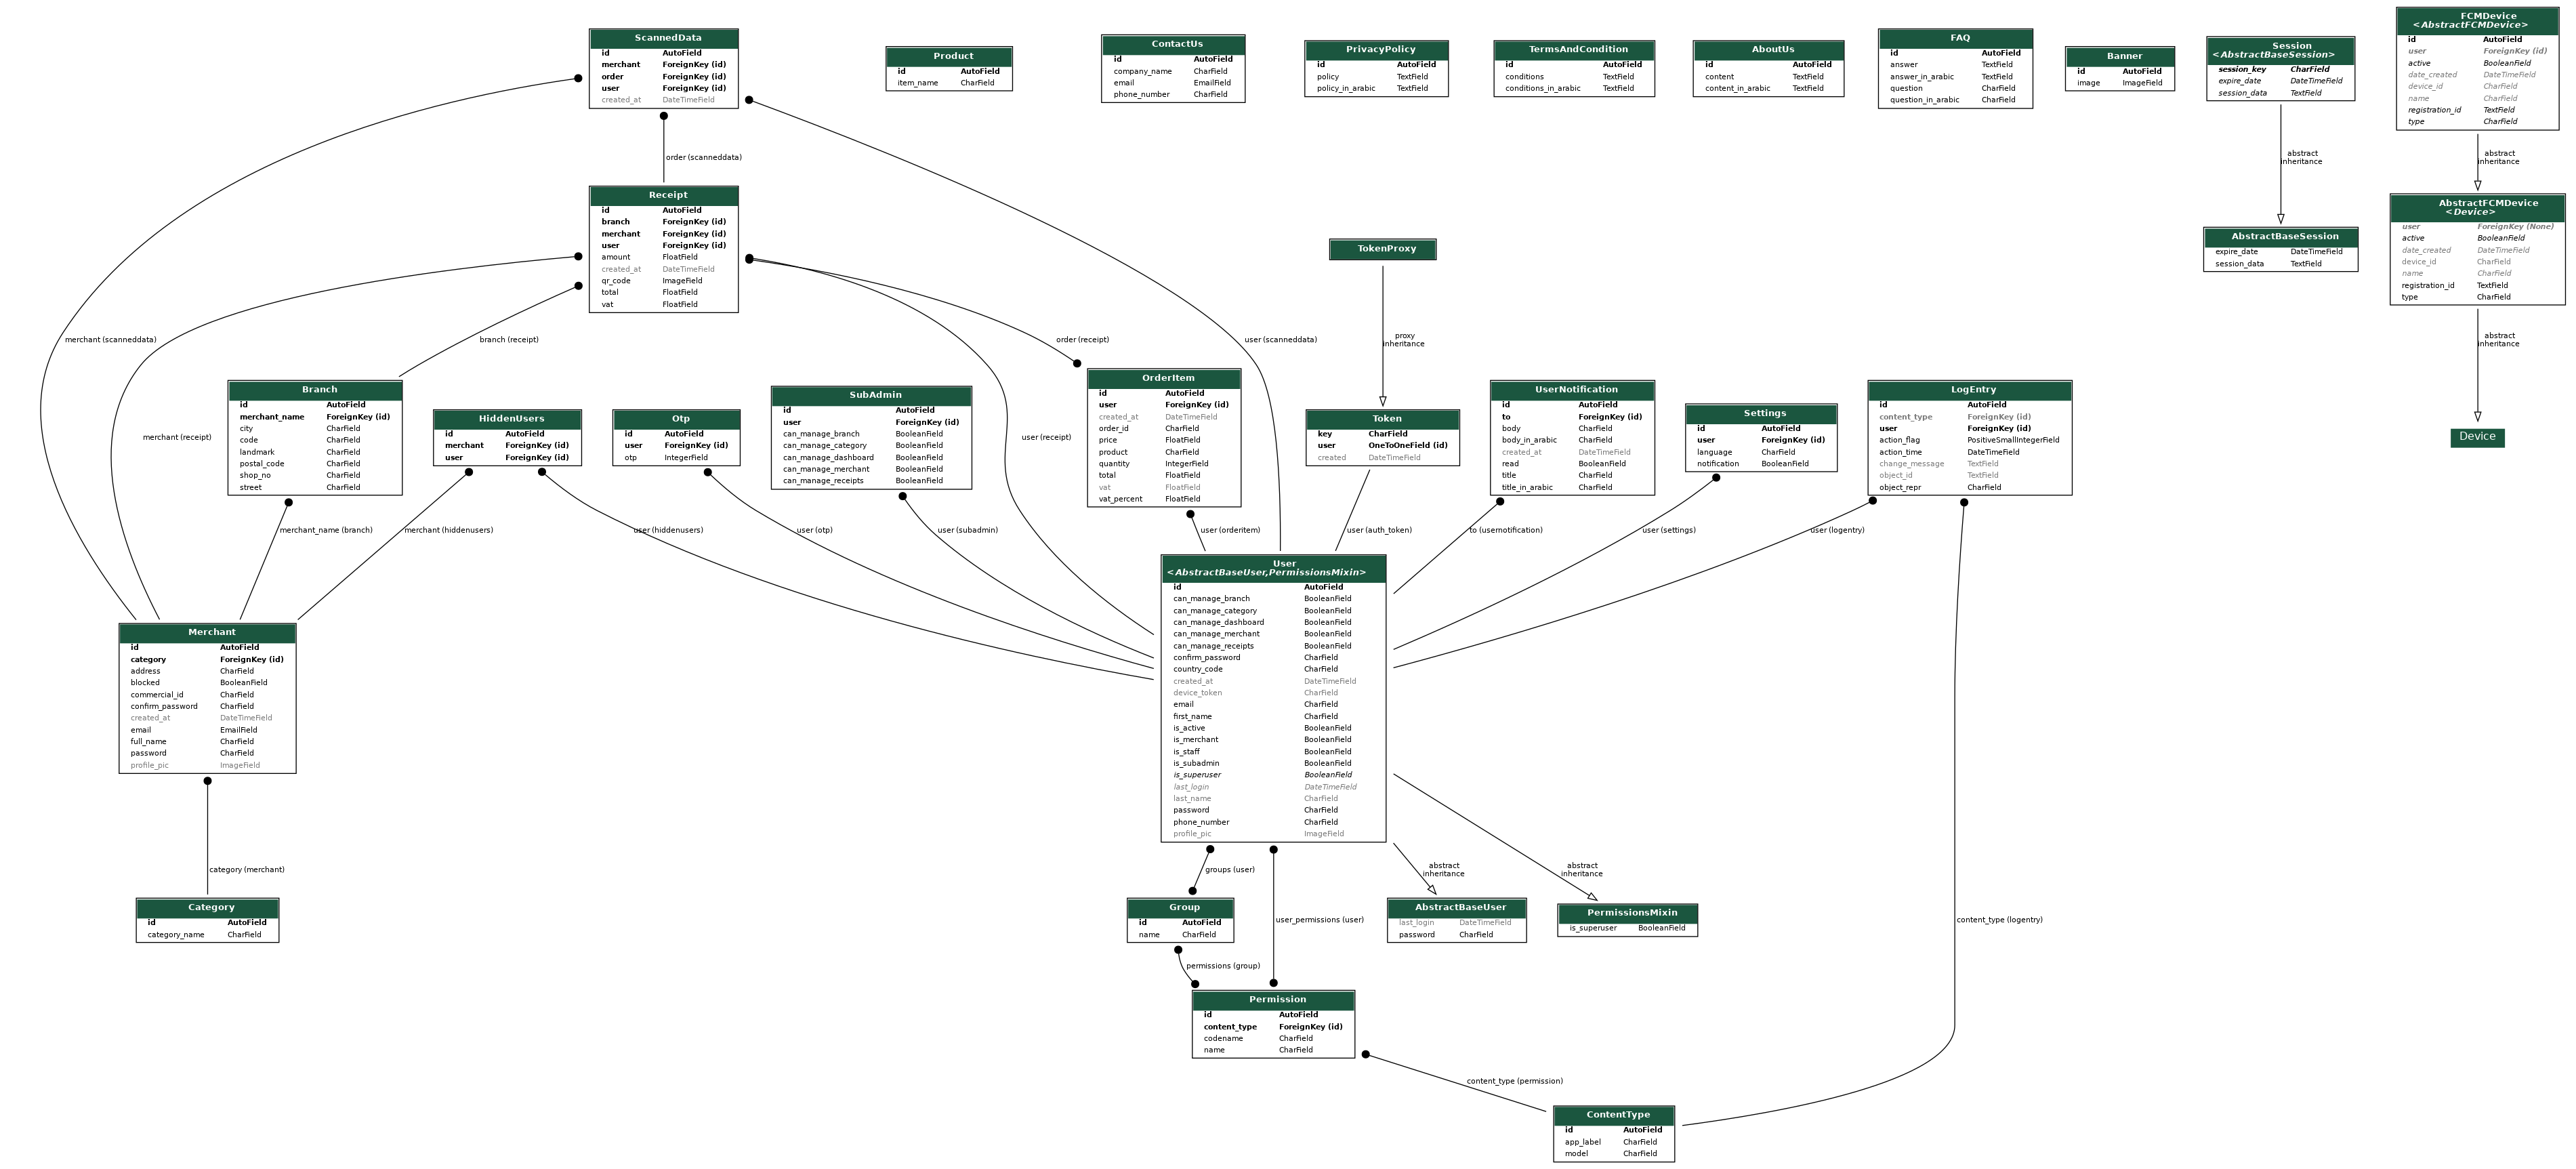 ScannedData
id AutoField
merchant ForeignKey (id)
order ForeignKey (id)
user ForeignKey (id)
created_at DateTimeField
Product
id AutoField
item_name CharField
ContactUs
id AutoField
company_name CharField
email EmailField
phone_number CharField
PrivacyPolicy
id AutoField
policy TextField
policy_in_arabic TextField
TermsAndCondition
id AutoField
conditions TextField
conditions_in_arabic TextField
AboutUs
id AutoField
content TextField
content_in_arabic TextField
FAQ
id AutoField
answer TextField
answer_in_arabic TextField
question CharField
question_in_arabic CharField
Banner
id AutoField
image ImageField
Session
<AbstractBaseSession>
session_key CharField
expire_date DateTimeField
session_data TextField
FCMDevice
<AbstractFCMDevice>
id AutoField
user ForeignKey (id)
active BooleanField
date_created DateTimeField
device_id CharField
name CharField
registration_id TextField
type CharField
order (scanneddata)
abstract
inheritance
abstract
inheritance
Receipt
id AutoField
branch ForeignKey (id)
merchant ForeignKey (id)
user ForeignKey (id)
amount FloatField
created_at DateTimeField
qr_code ImageField
total FloatField
vat FloatField
TokenProxy
AbstractBaseSession
expire_date DateTimeField
session_data TextField
AbstractFCMDevice
<Device>
user ForeignKey (None)
active BooleanField
date_created DateTimeField
device_id CharField
name CharField
registration_id TextField
type CharField
merchant (scanneddata)
branch (receipt)
order (receipt)
user (scanneddata)
proxy
inheritance
abstract
inheritance
merchant (receipt)
Branch
id AutoField
merchant_name ForeignKey (id)
city CharField
code CharField
landmark CharField
postal_code CharField
shop_no CharField
street CharField
HiddenUsers
id AutoField
merchant ForeignKey (id)
user ForeignKey (id)
Otp
id AutoField
user ForeignKey (id)
otp IntegerField
SubAdmin
id AutoField
user ForeignKey (id)
can_manage_branch BooleanField
can_manage_category BooleanField
can_manage_dashboard BooleanField
can_manage_merchant BooleanField
can_manage_receipts BooleanField
user (receipt)
OrderItem
id AutoField
user ForeignKey (id)
created_at DateTimeField
order_id CharField
price FloatField
product CharField
quantity IntegerField
total FloatField
vat FloatField
vat_percent FloatField
Token
key CharField
user OneToOneField (id)
created DateTimeField
UserNotification
id AutoField
to ForeignKey (id)
body CharField
body_in_arabic CharField
created_at DateTimeField
read BooleanField
title CharField
title_in_arabic CharField
Settings
id AutoField
user ForeignKey (id)
language CharField
notification BooleanField
LogEntry
id AutoField
content_type ForeignKey (id)
user ForeignKey (id)
action_flag PositiveSmallIntegerField
action_time DateTimeField
change_message TextField
object_id TextField
object_repr CharField
Device
merchant_name (branch)
merchant (hiddenusers)
user (hiddenusers)
user (otp)
user (subadmin)
user (orderitem)
user (auth_token)
to (usernotification)
user (settings)
user (logentry)
Merchant
id AutoField
category ForeignKey (id)
address CharField
blocked BooleanField
commercial_id CharField
confirm_password CharField
created_at DateTimeField
email EmailField
full_name CharField
password CharField
profile_pic ImageField
User
<AbstractBaseUser,PermissionsMixin>
id AutoField
can_manage_branch BooleanField
can_manage_category BooleanField
can_manage_dashboard BooleanField
can_manage_merchant BooleanField
can_manage_receipts BooleanField
confirm_password CharField
country_code CharField
created_at DateTimeField
device_token CharField
email CharField
first_name CharField
is_active BooleanField
is_merchant BooleanField
is_staff BooleanField
is_subadmin BooleanField
is_superuser BooleanField
last_login DateTimeField
last_name CharField
password CharField
phone_number CharField
profile_pic ImageField
category (merchant)
groups (user)
abstract
inheritance
abstract
inheritance
Category
id AutoField
category_name CharField
Group
id AutoField
name CharField
user_permissions (user)
AbstractBaseUser
last_login DateTimeField
password CharField
PermissionsMixin
is_superuser BooleanField
content_type (logentry)
permissions (group)
Permission
id AutoField
content_type ForeignKey (id)
codename CharField
name CharField
content_type (permission)
ContentType
id AutoField
app_label CharField
model CharField